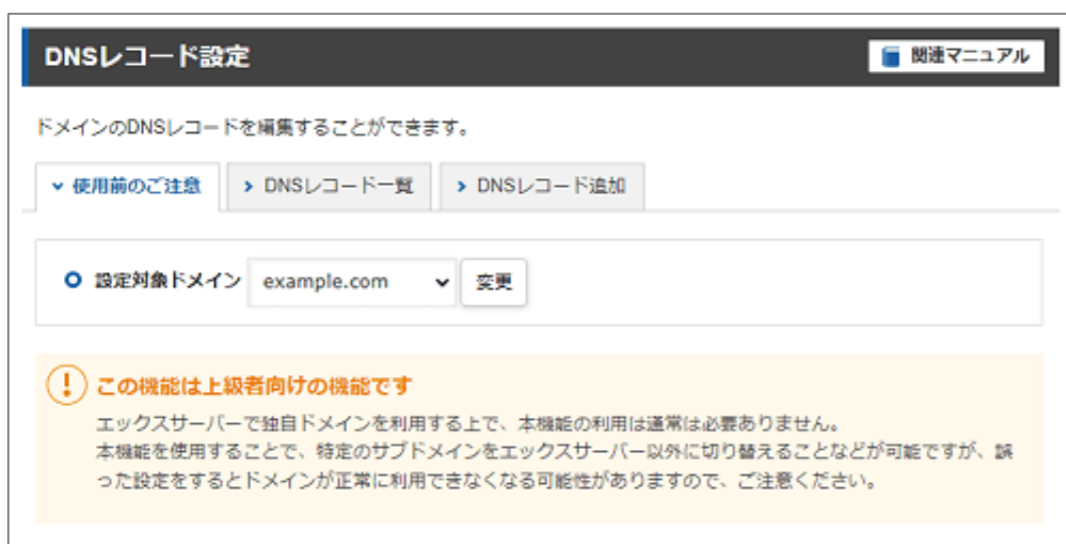 DNSレコード設定
関連マニュアル
ドメインのDNSレコードを編集することができます。
使用前のご注意
DNSレコード一覧
DNSレコード追加
設定対象ドメイン
example.com
変更
この機能は上級者向けの機能です
エックスサーバーで独自ドメインを利用する上で、本機能の利用は通常は必要ありません。
本機能を使用することで、特定のサブドメインをエックスサーバー以外に切り替えることなどが可能ですが、誤
った設定をするとドメインが正常に利用できなくなる可能性がありますので、ご注意ください。